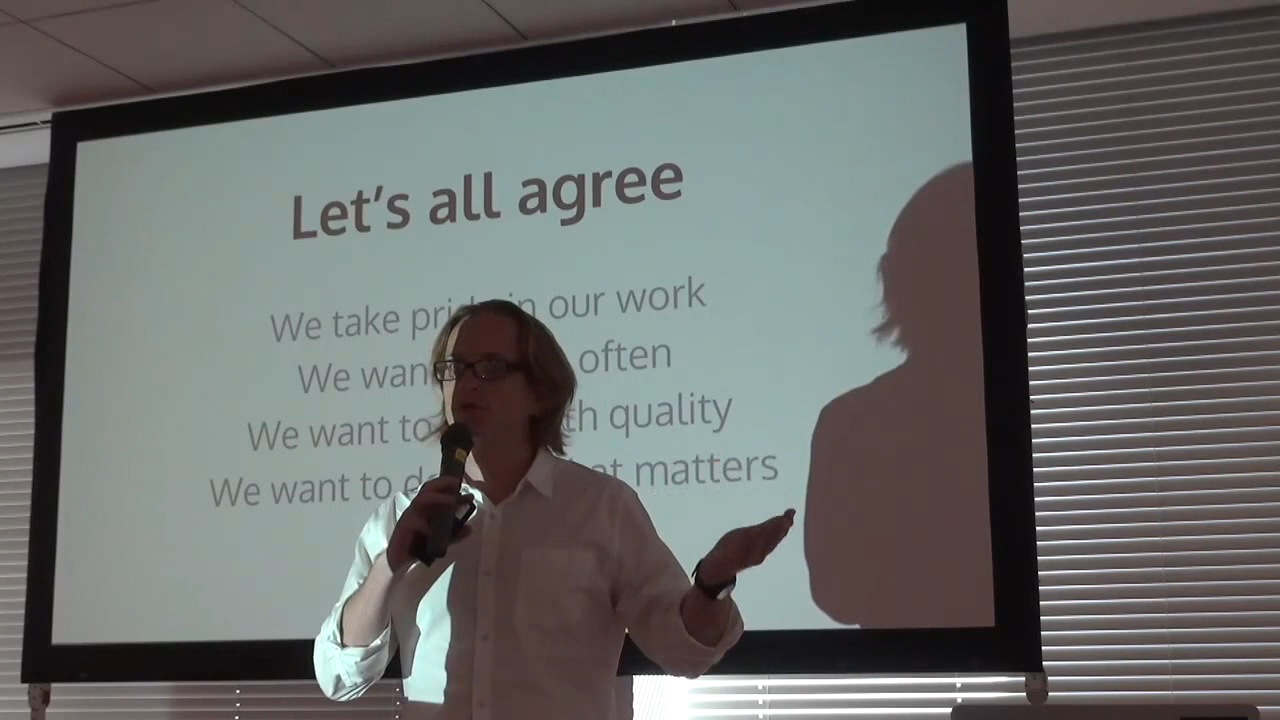 Let's all agree
We take pride in our work
We want often
We want to quality
We want to matters